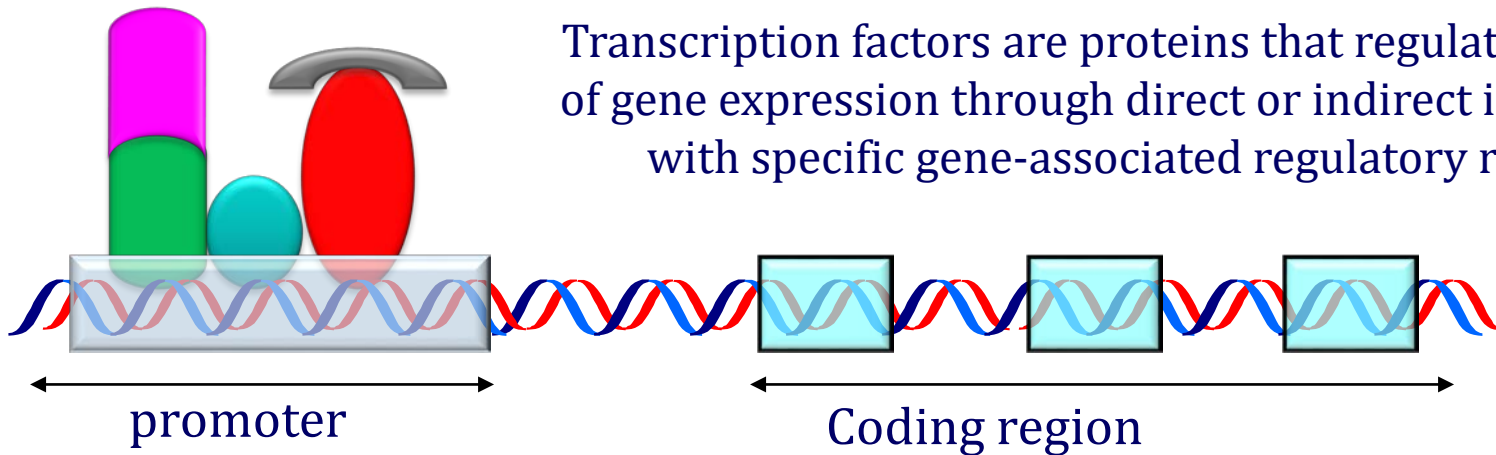 Transcription factors are proteins that regulat
of gene expression through direct or indirect i
with specific gene-associated regulatory r
promoter
Coding region